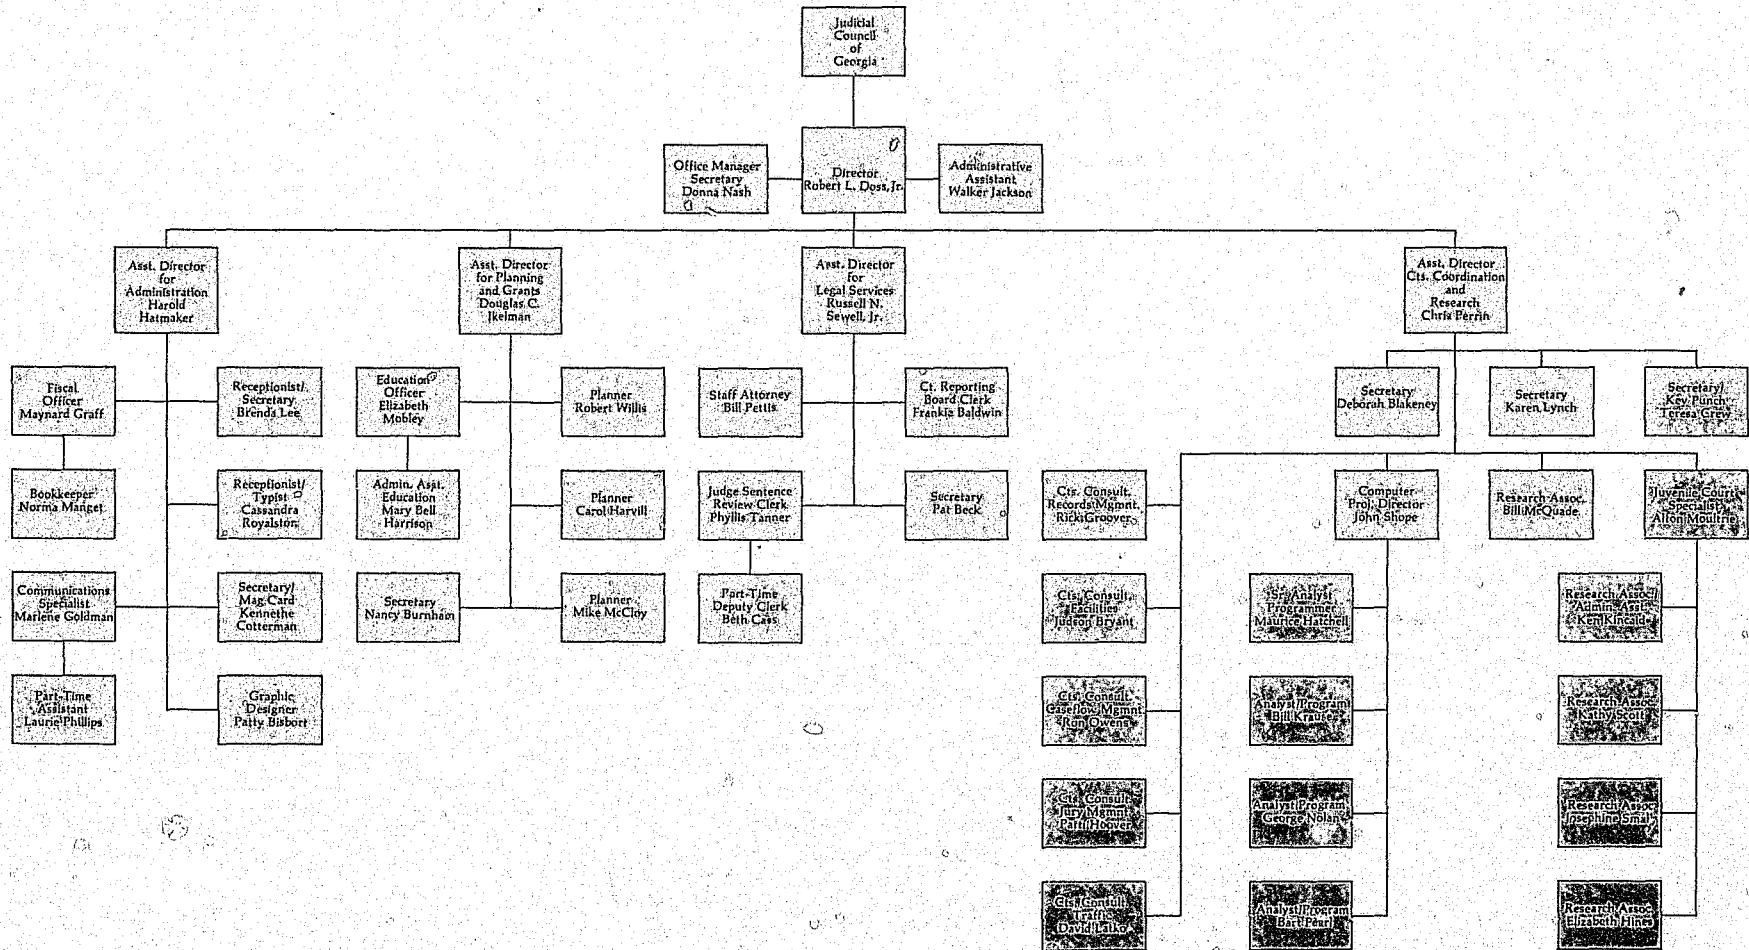 Judicial
Council
of
Georgia
Office Manager
Secretary
Donna Nash
Director
Robert L. Doss, Jr.
Administrative
Assistant
Walker Jackson
Asst. Director
for
Administration
Harold
Hatmaker
Asst. Director
for Planning
and Grants
Douglas C.
Ikelman
Asst. Director
for
Legal Services
Russell N.
Sewell, Jr.
Asst. Director
Cts. Coordination
and
Research
Chris Perrin
Fiscal
Officer
Maynard Graff
Receptionist/
Secretary
Brenda Lee
Education
Officer
Elizabeth
Mobley
Planner
Robert Willis
Staff Attorney
Bill Pettis
Ct. Reporting
Board Clerk
Frankie Baldwin
Secretary
Deborah Blakeney
Secretary
Karen Lynch
Secretary/
Key Punch
Teresa Grew
Bookkeeper
Norma Manget
Receptionist/
Typist
Cassandra
Royalston
Admin. Asst.
Education
Mary Bell
Harrison
Planner
Carol Harvill
Judge Sentence
Review Clerk
Phyllis Tanner
Secretary
Pat Beck
Cts. Consult.
Records Mgmnt.
Ricki Groover
Computer
Proj. Director
John Shope
Research Assoc.
Bill McQuade
Juvenile Court
Specialist
Alton Moultrie
Communications
Specialist
Marlene Goldman
Secretary/
Mag Card
Kennethe
Cotterman
Secretary
Nancy Burnham
Planner
Mike McCloy
Part-Time
Deputy Clerk
Beth Cass
Cts. Consult.
Facilities
Judson Bryant
Sr. Analyst
Programmer
Maurice Hatchell
Research Assoc./
Admin. Asst.
Ken Kincaid
Part-Time
Assistant
Laurie Phillips
Graphic
Designer
Patty Bisbort
Cts. Consult.
Caseflow Mgmnt
Ron Owens
Analyst/Program
Bill Krause
Research Assoc.
Kathy Scott
Cts. Consult.
Jury Mgmnt
Patti Hoover
Analyst/Program
George Nolan
Research Assoc.
Josephine Small
Cts. Consult.
Traffic
David Latko
Analyst/Program
Bart Pearl
Research Assoc.
Elizabeth Hines